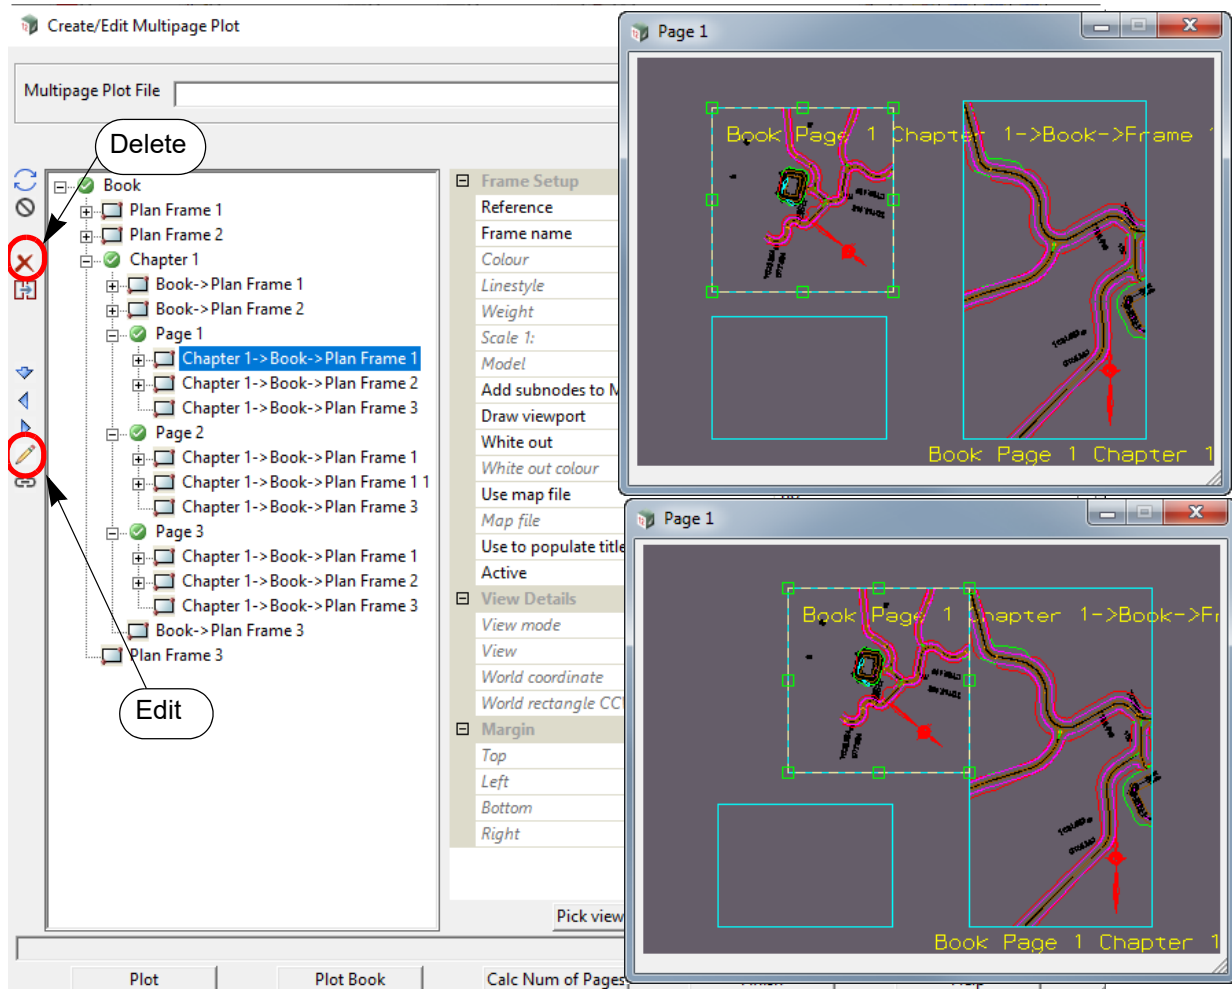 Create/Edit Multipage Plot
Multipage Plot File
Delete
Book
Plan Frame 1
Plan Frame 2
Chapter 1
Book->Plan Frame 1
Book->Plan Frame 2
Page 1
Chapter 1->Book->Plan Frame 1
Chapter 1->Book->Plan Frame 2
Chapter 1->Book->Plan Frame 3
Page 2
Chapter 1->Book->Plan Frame 1
Chapter 1->Book->Plan Frame 1 1
Chapter 1->Book->Plan Frame 3
Page 3
Chapter 1->Book->Plan Frame 1
Chapter 1->Book->Plan Frame 2
Chapter 1->Book->Plan Frame 3
Book->Plan Frame 3
Plan Frame 3
Edit
Frame Setup
Reference
Frame name
Colour
Linestyle
Weight
Scale 1:
Model
Add subnodes to M
Draw viewport
White out
White out colour
Use map file
Map file
Use to populate title
Active
View Details
View mode
View
World coordinate
World rectangle CC
Margin
Top
Left
Bottom
Right
Pick view
Plot
Plot Book
Calc Num of Pages
Page 1
Book Page 1 Chapter 1->Book->Frame
Book Page 1 Chapter 1
Page 1
Book Page 1 Chapter 1->Book->Fr
Book Page 1 Chapter 1